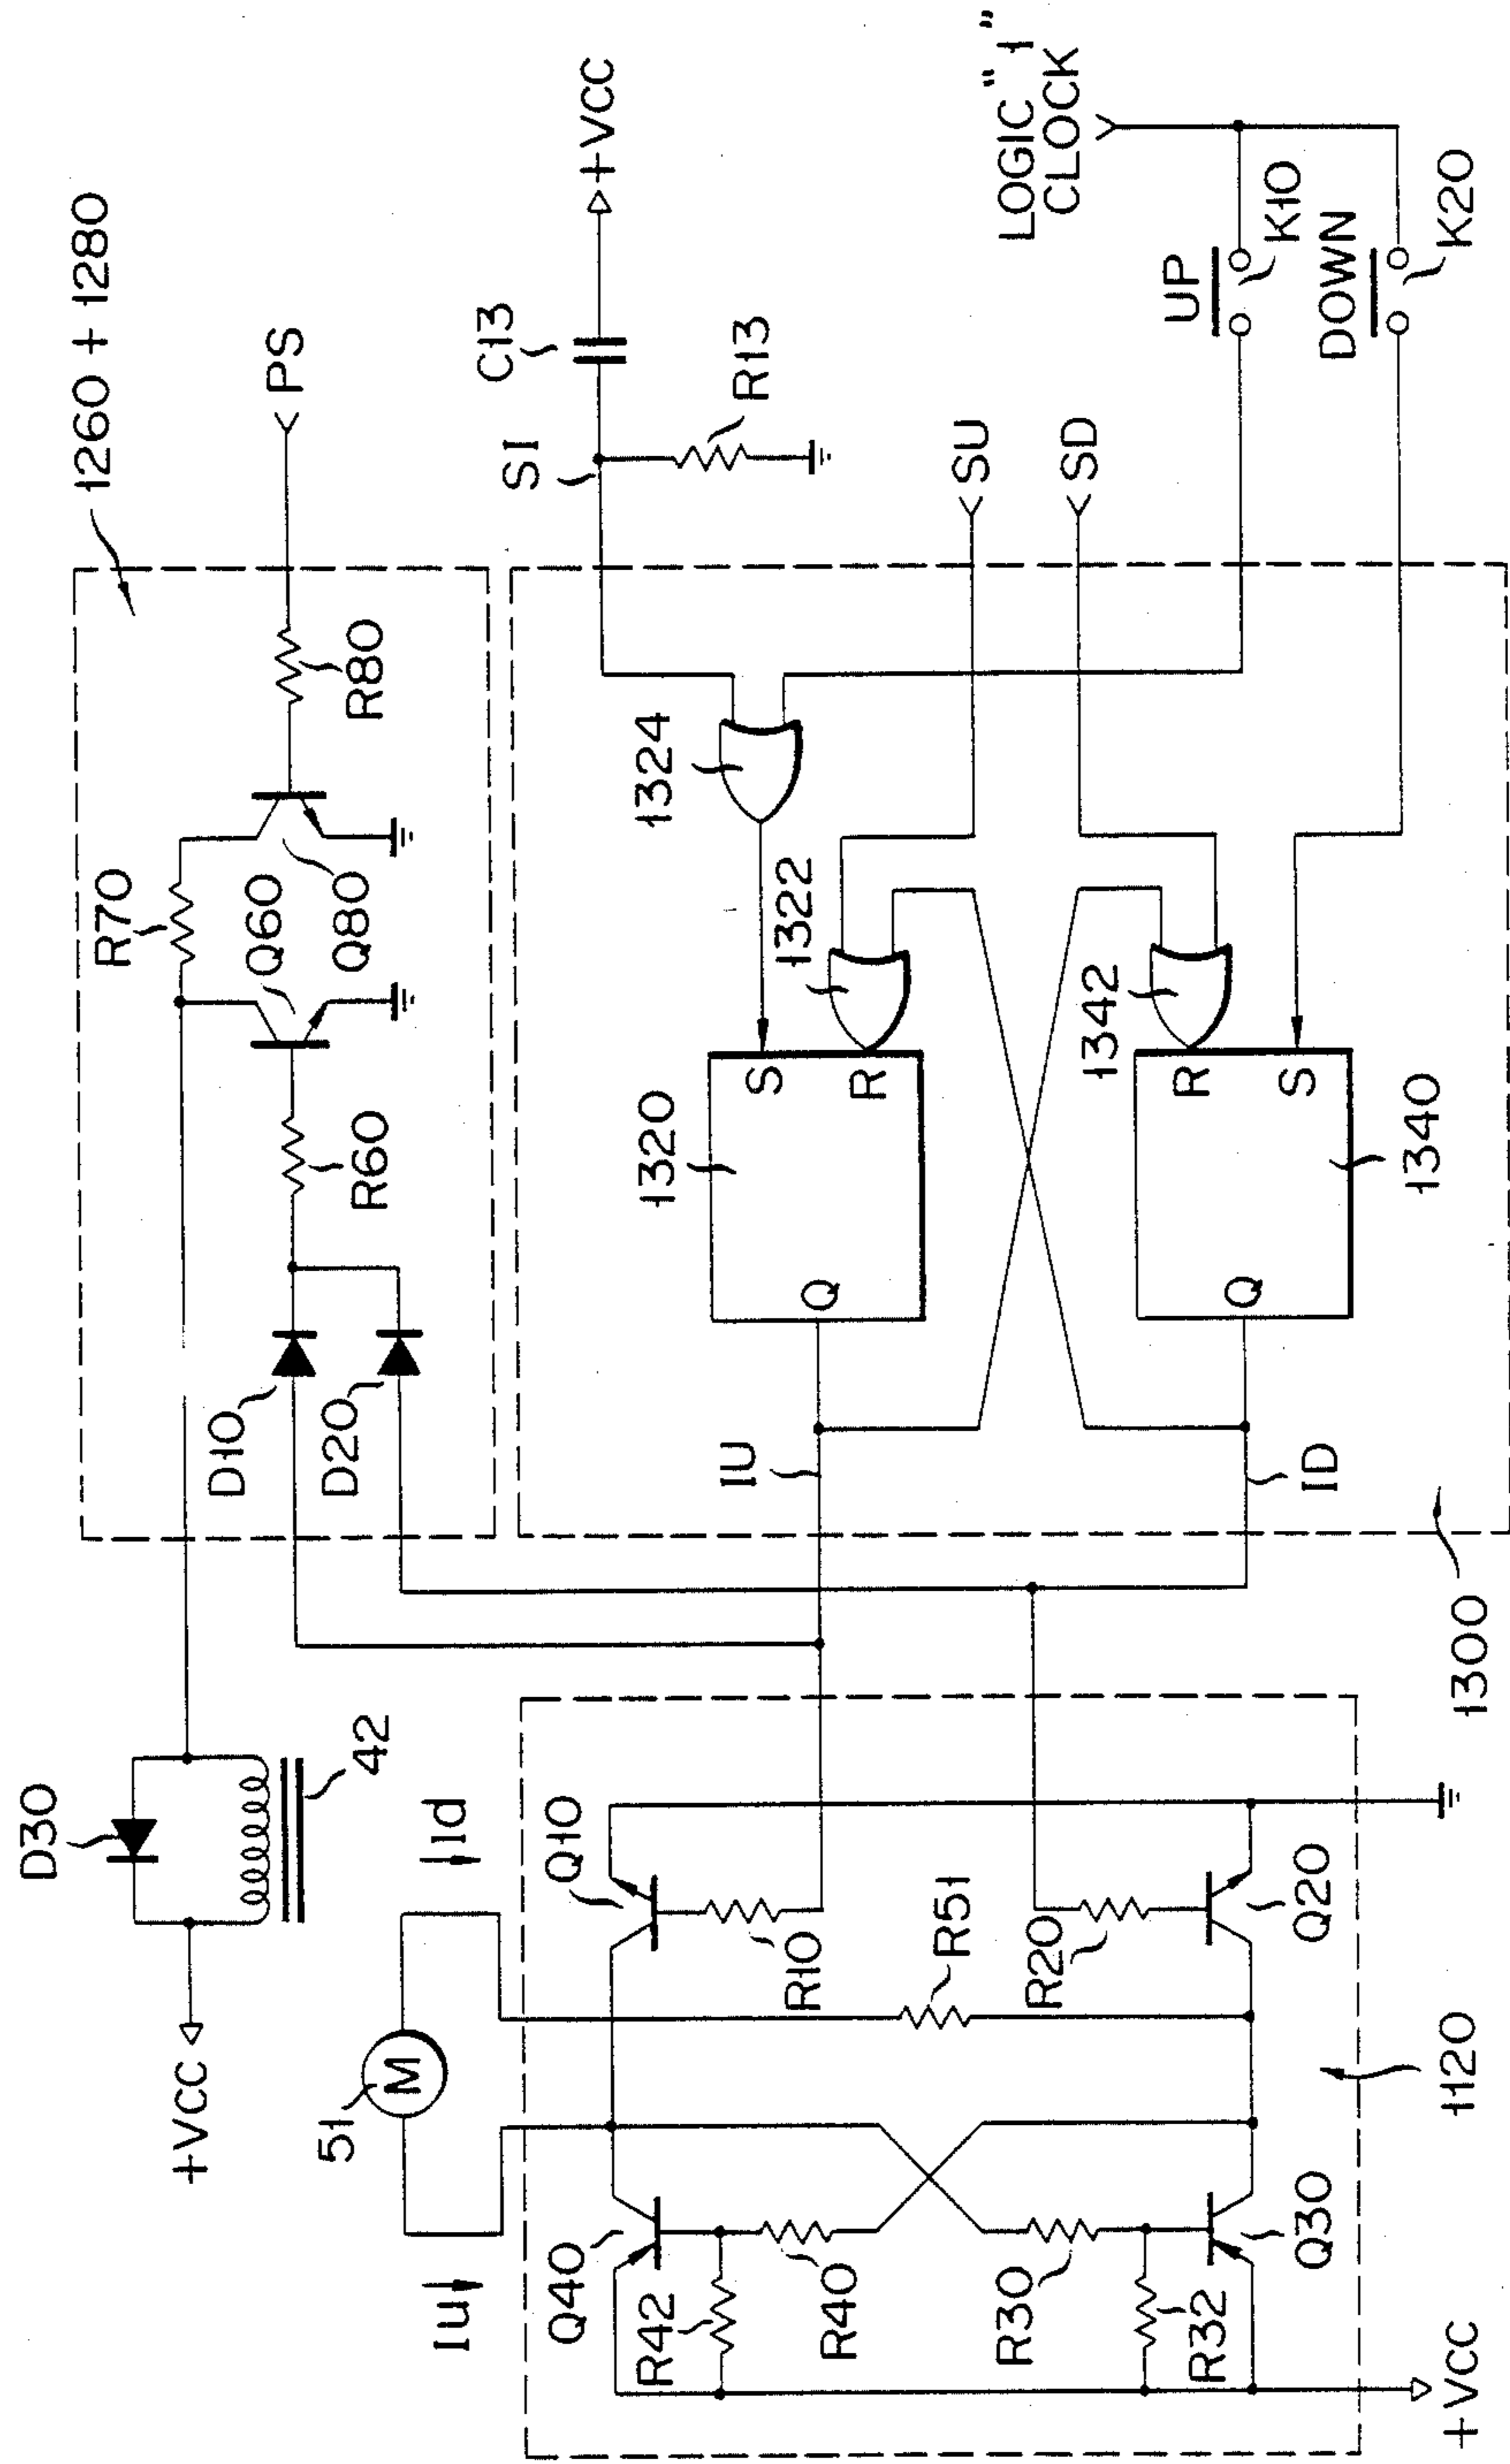 D30
1260 + 1280
R70
+VCC
D10
Q60
PS
51
D20
Q80
42
R60
R80
M
Iu
Id
C13
SI
Q40
Q10
+VCC
R42
1320
1324
IU
R13
S
R10
1322
Q
R
R40
R51
SU
R30
LOGIC "1"
CLOCK
R20
SD
1342
UP
R
R32
Q
K10
S
Q30
Q20
ID
DOWN
1340
K20
+VCC
1120
1300